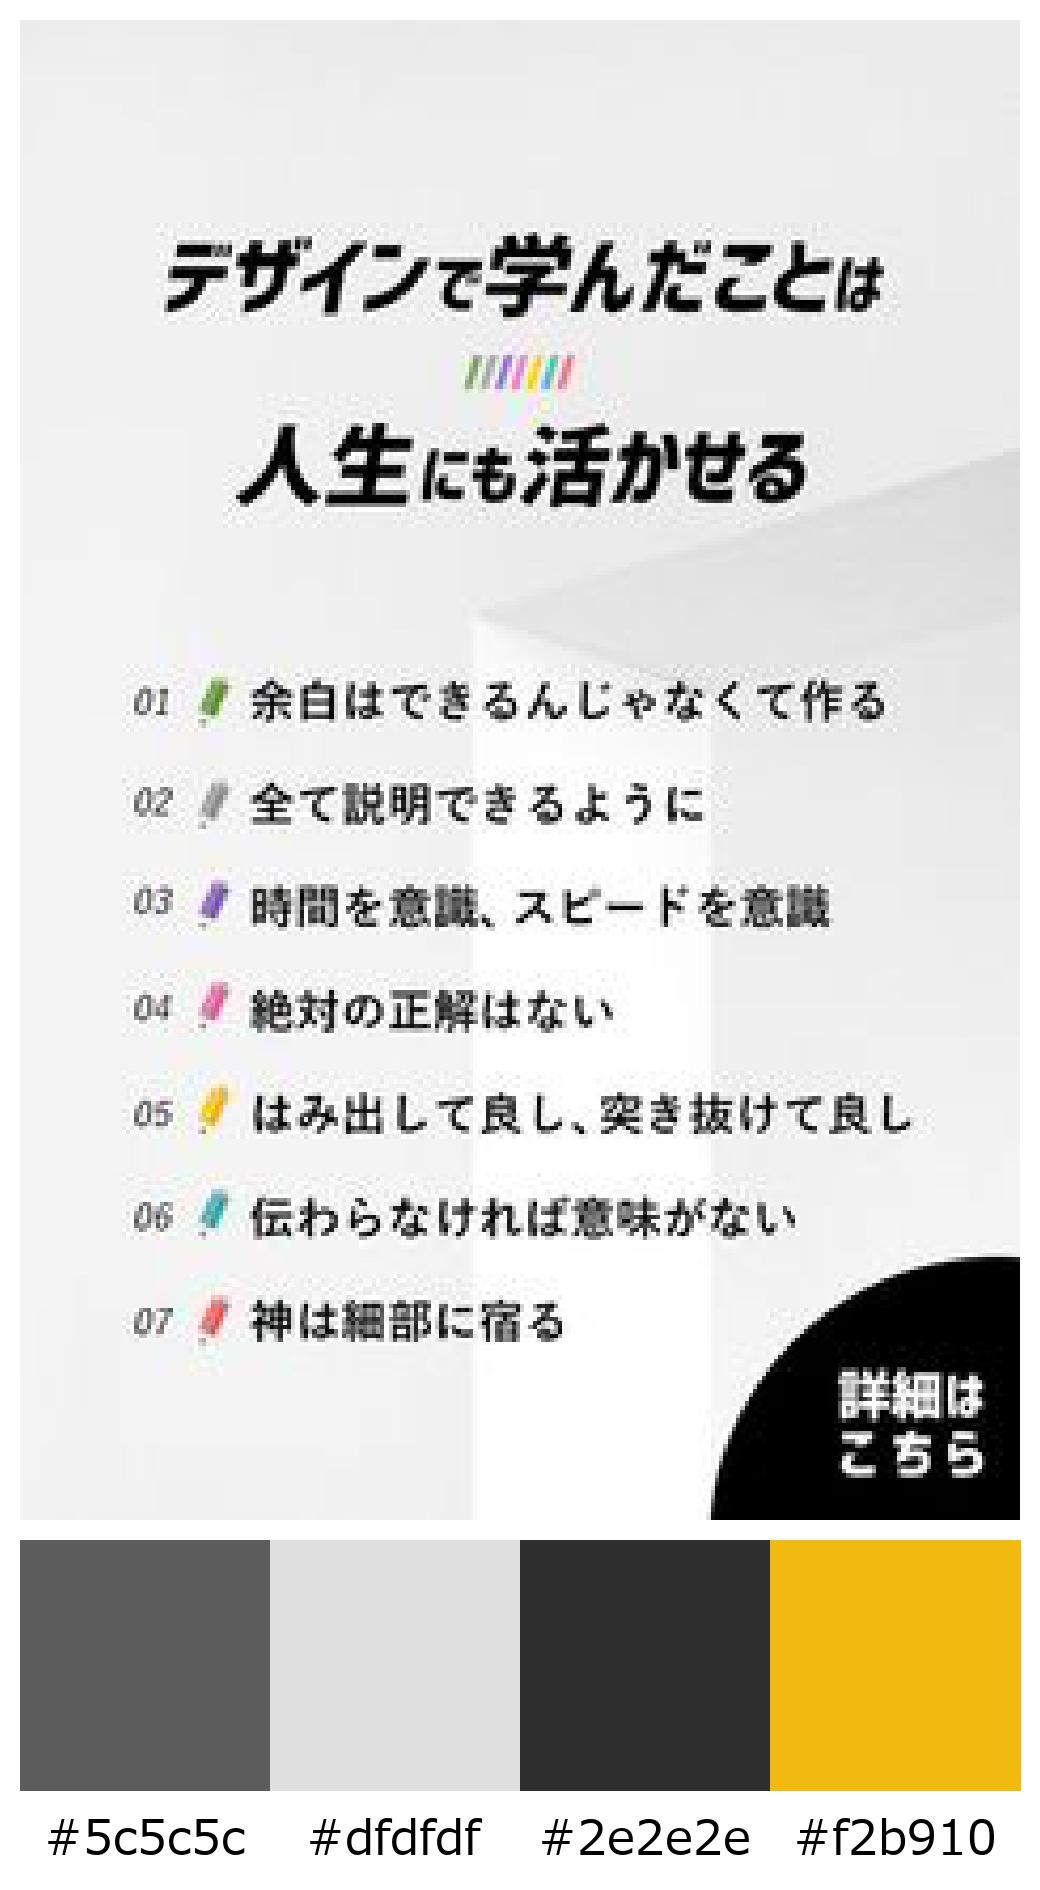 デザインで学んだことは
人生にも活かせる
01 余白はできるんじゃなくて作る
02 全て説明できるように
03 時間を意識、スピードを意識
04 絶対の正解はない
05 はみ出して良し、突き抜けて良し
06 伝わらなければ意味がない
07 神は細部に宿る
詳細は
こちら
#5c5c5c #dfdfdf #2e2e2e #f2b910